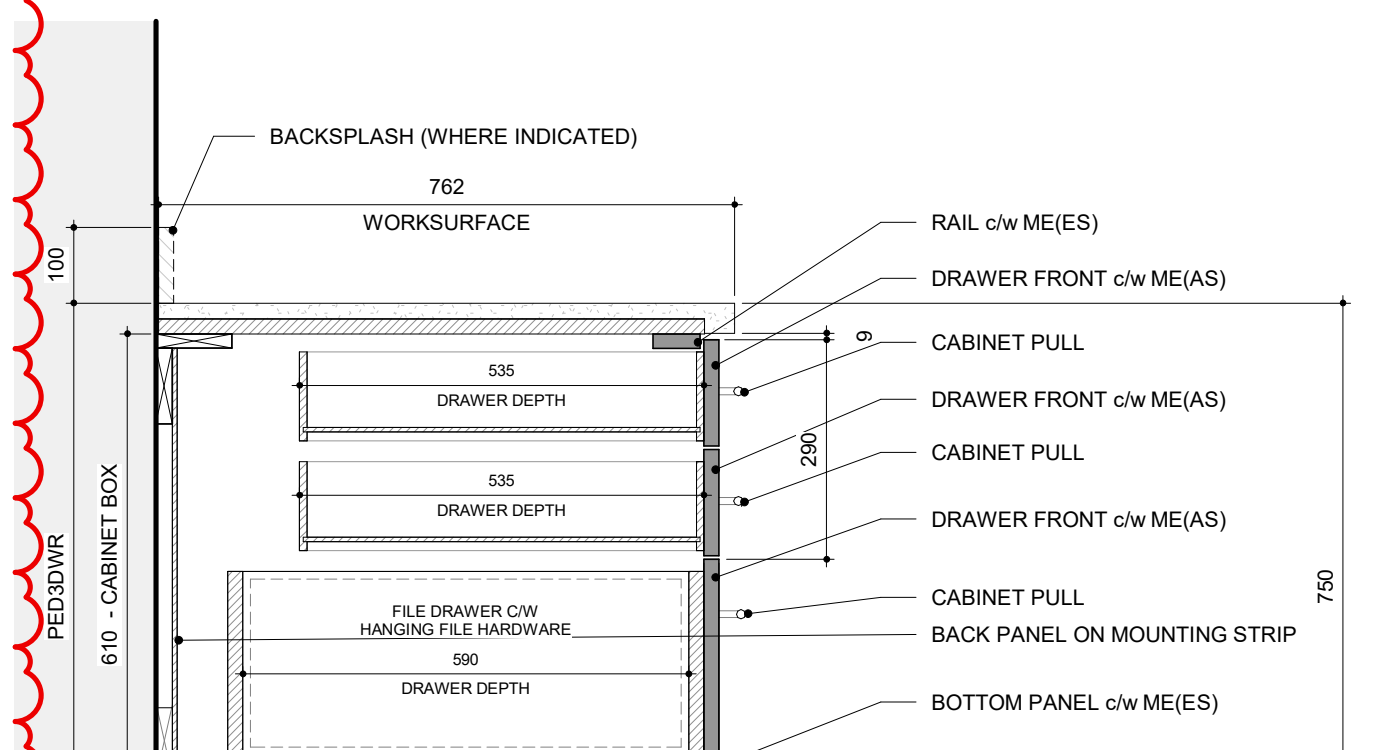 BACKSPLASH (WHERE INDICATED)
762
WORKSURFACE
RAIL c/w ME(ES)
100
DRAWER FRONT c/w ME(AS)
9
CABINET PULL
535
DRAWER DEPTH
DRAWER FRONT c/w ME(AS)
290
CABINET PULL
535
DRAWER DEPTH
DRAWER FRONT c/w ME(AS)
PED3DWR
610 - CABINET BOX
750
CABINET PULL
FILE DRAWER C/W
HANGING FILE HARDWARE
BACK PANEL ON MOUNTING STRIP
590
DRAWER DEPTH
BOTTOM PANEL c/w ME(ES)